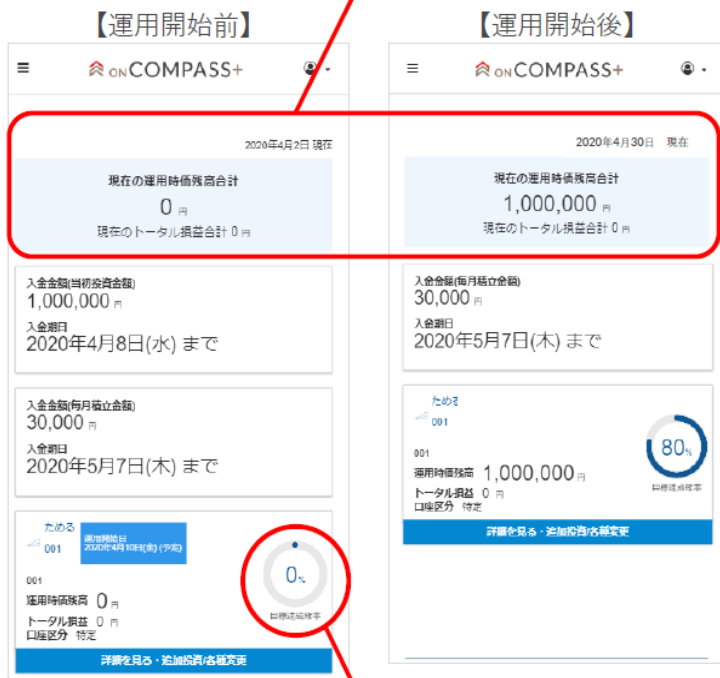 【運用開始前】
ONCOMPASS+
2020年4月2日 現在
現在の運用時価残高合計
0 円
現在のトータル損益合計 0 円
入金金額(当初投資金額)
1,000,000 円
入金期日
2020年4月8日(水) まで
入金金額(毎月積立金額)
30,000 円
入金期日
2020年5月7日(木) まで
ためる
001
運用開始日
2020年4月10日(金) (予定)
0%
目標達成確率
001
運用時価残高 0 円
トータル損益 0 円
口座区分 特定
詳細を見る・追加投資/各種変更
【運用開始後】
ONCOMPASS+
2020年4月30日 現在
現在の運用時価残高合計
1,000,000 円
現在のトータル損益合計 0 円
入金金額(毎月積立金額)
30,000 円
入金期日
2020年5月7日(木) まで
ためる
001
80%
目標達成確率
001
運用時価残高 1,000,000 円
トータル損益 0 円
口座区分 特定
詳細を見る・追加投資/各種変更